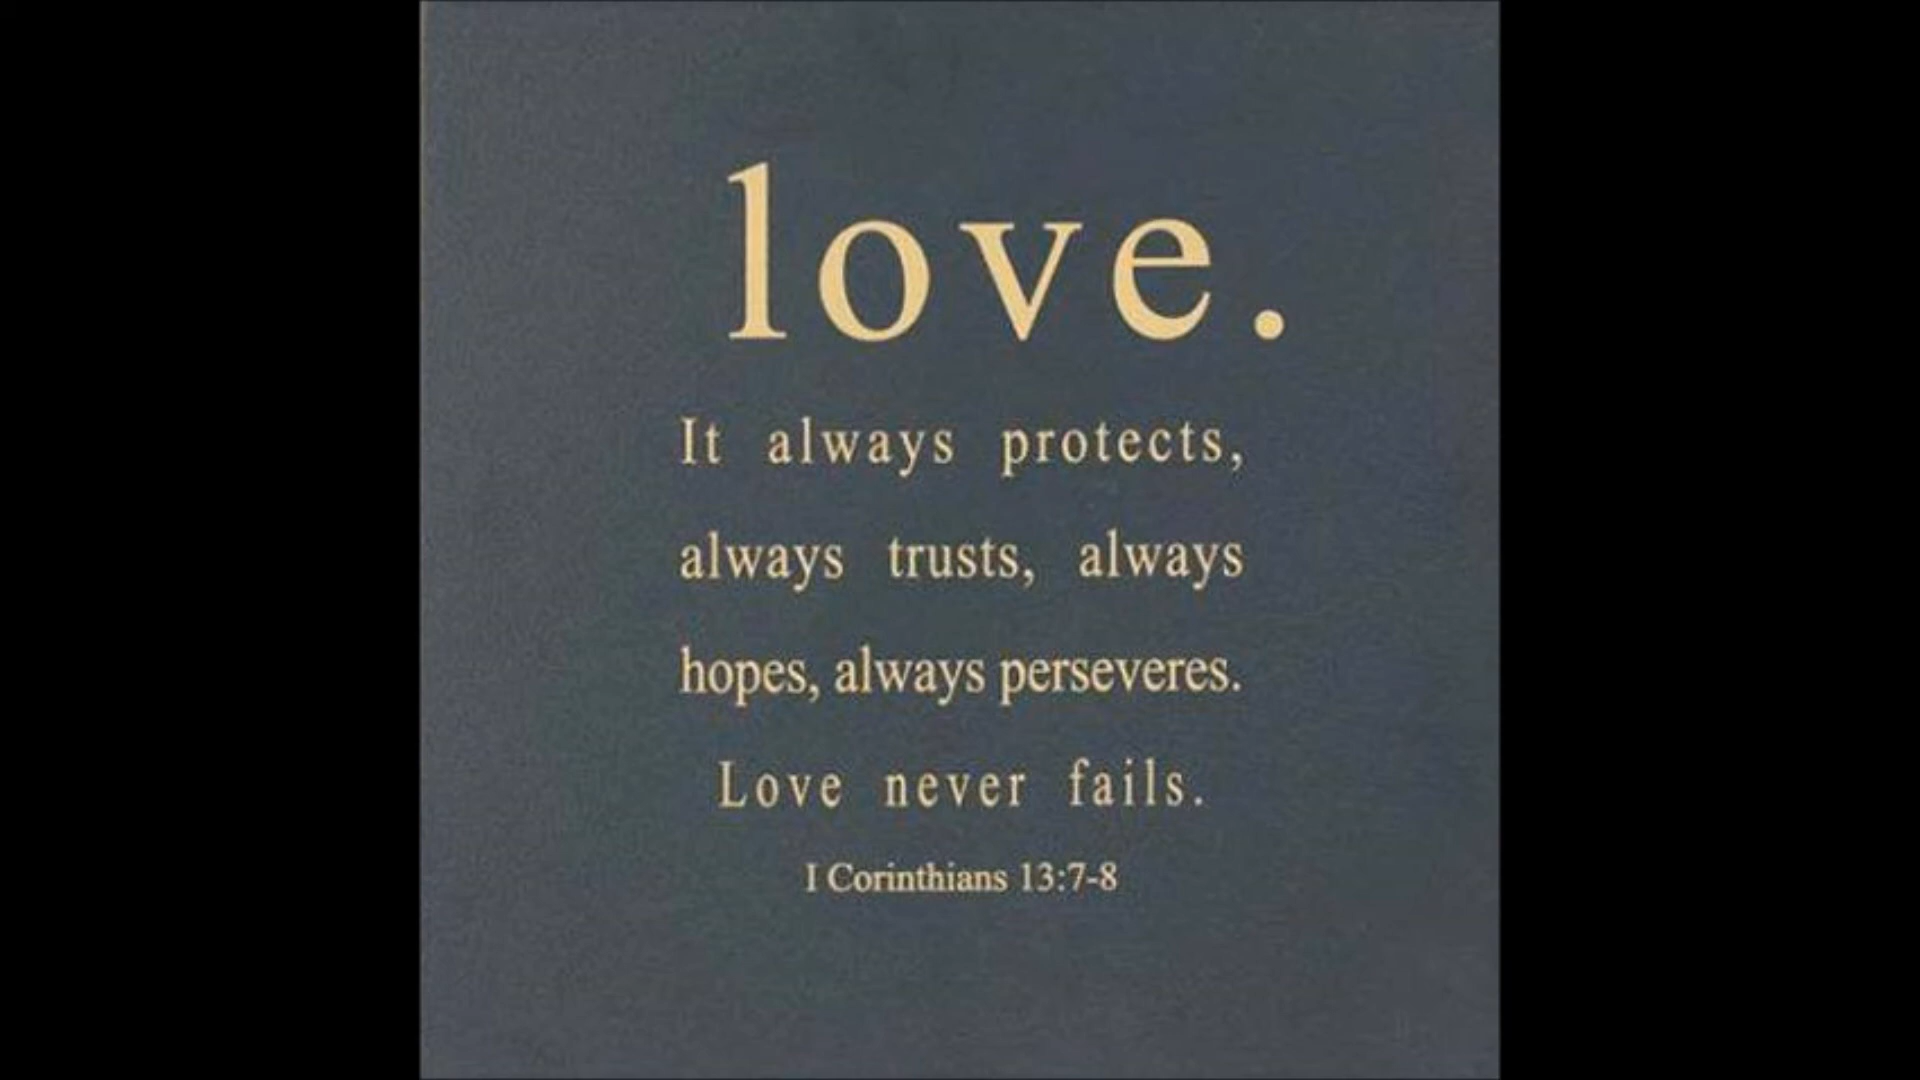 love.
It always protects,
always trusts, always
hopes, always perseveres.
Love never fails.
I Corinthians 13:7-8